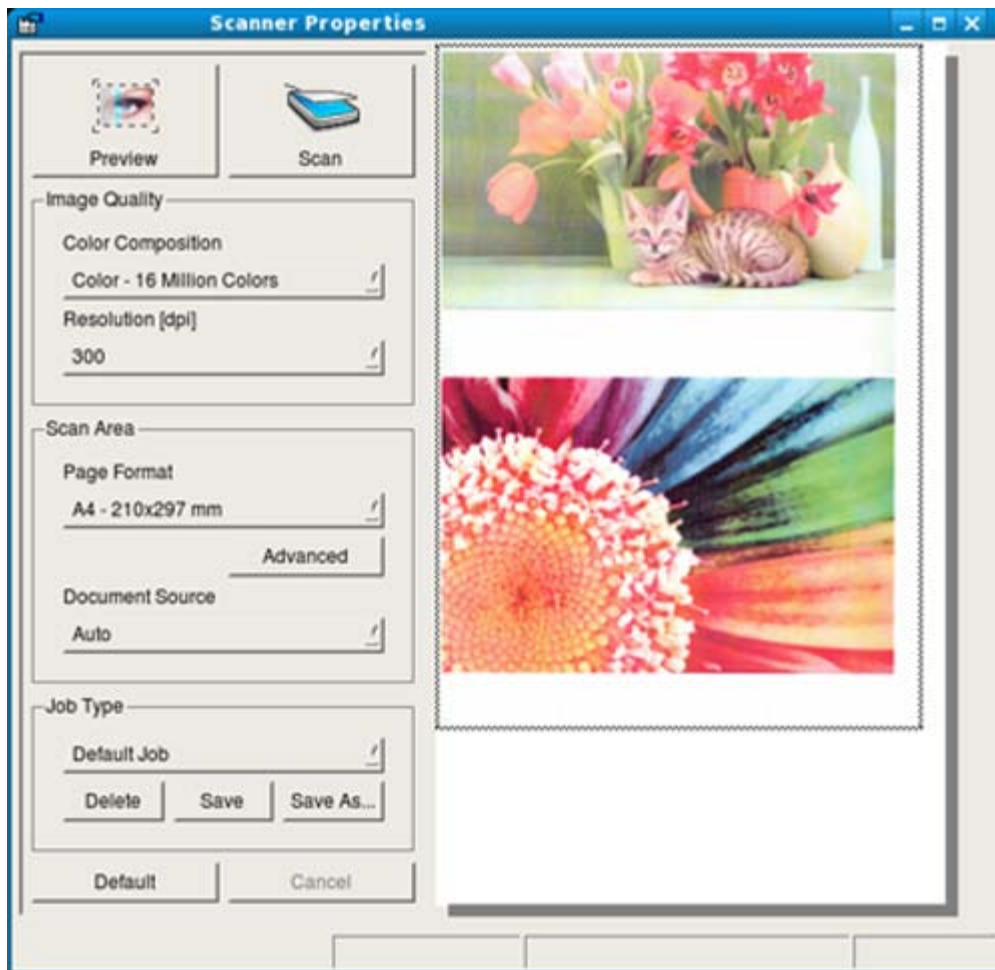 Scanner Properties
Preview
Scan
Image Quality
Color Composition
Color - 16 Million Colors
Resolution [dpi]
300
Scan Area
Page Format
A4 - 210x297 mm
Advanced
Document Source
Auto
Job Type
Default Job
Delete
Save
Save As...
Default
Cancel